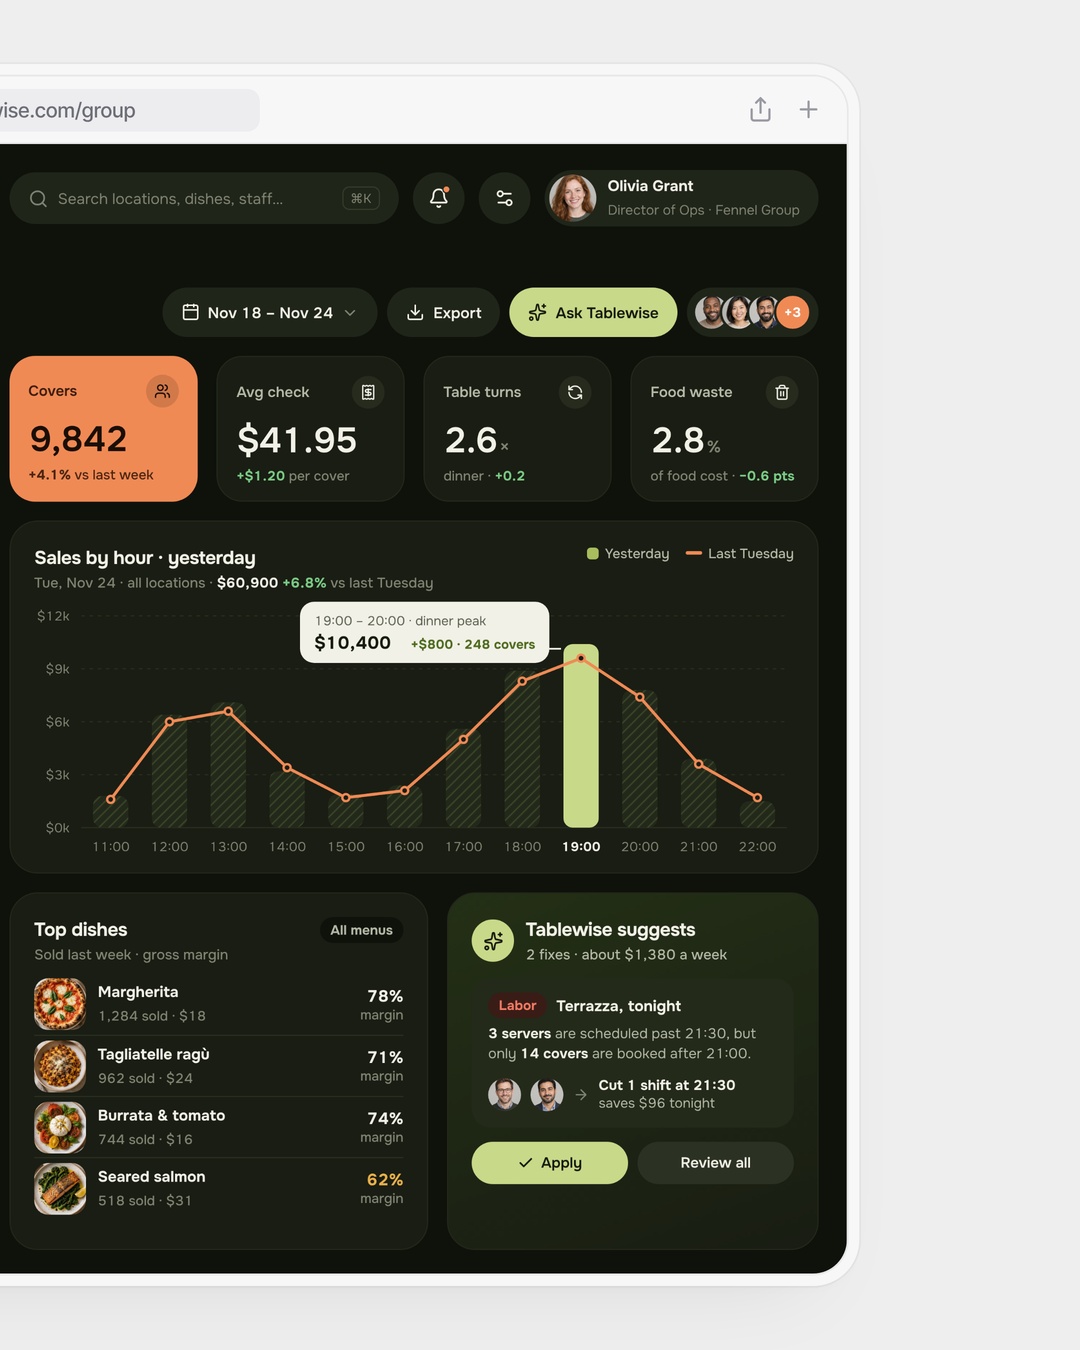 wise.com/group
Search locations, dishes, staff...
⌘K
Olivia Grant
Director of Ops · Fennel Group
Nov 18 – Nov 24
Export
Ask Tablewise
+3
Covers
9,842
+4.1% vs last week
Avg check
$41.95
+$1.20 per cover
Table turns
2.6×
dinner · +0.2
Food waste
2.8%
of food cost · −0.6 pts
Sales by hour · yesterday
Tue, Nov 24 · all locations · $60,900 +6.8% vs last Tuesday
Yesterday
Last Tuesday
19:00 – 20:00 · dinner peak
$10,400 +$800 · 248 covers
$12k
$9k
$6k
$3k
$0k
11:00 12:00 13:00 14:00 15:00 16:00 17:00 18:00 19:00 20:00 21:00 22:00
Top dishes
All menus
Sold last week · gross margin
Margherita
1,284 sold · $18
78%
margin
Tagliatelle ragù
962 sold · $24
71%
margin
Burrata & tomato
744 sold · $16
74%
margin
Seared salmon
518 sold · $31
62%
margin
Tablewise suggests
2 fixes · about $1,380 a week
Labor
Terrazza, tonight
3 servers are scheduled past 21:30, but
only 14 covers are booked after 21:00.
Cut 1 shift at 21:30
saves $96 tonight
Apply
Review all